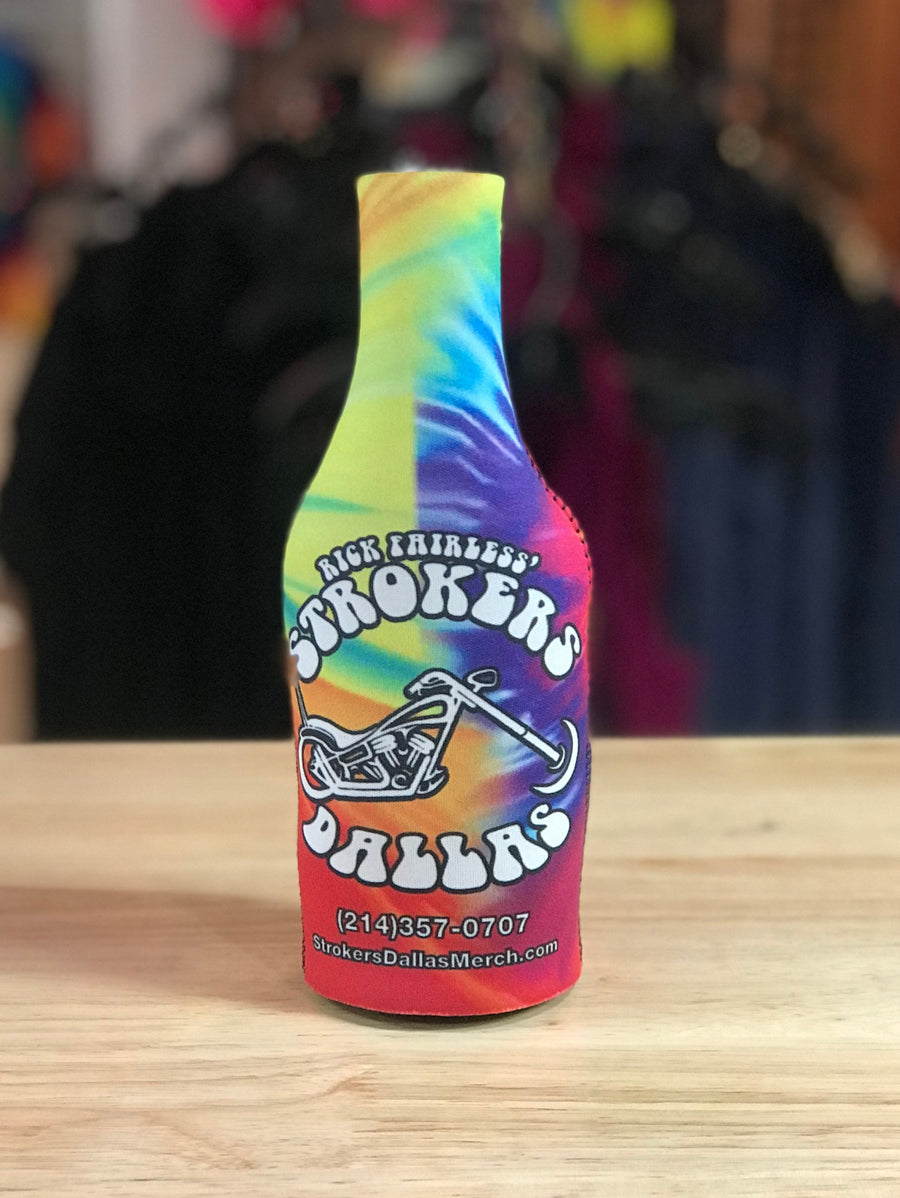 RICK FAIRLESS'
STROKERS
DALLAS
(214)357-0707
StrokersDallasMerch.com